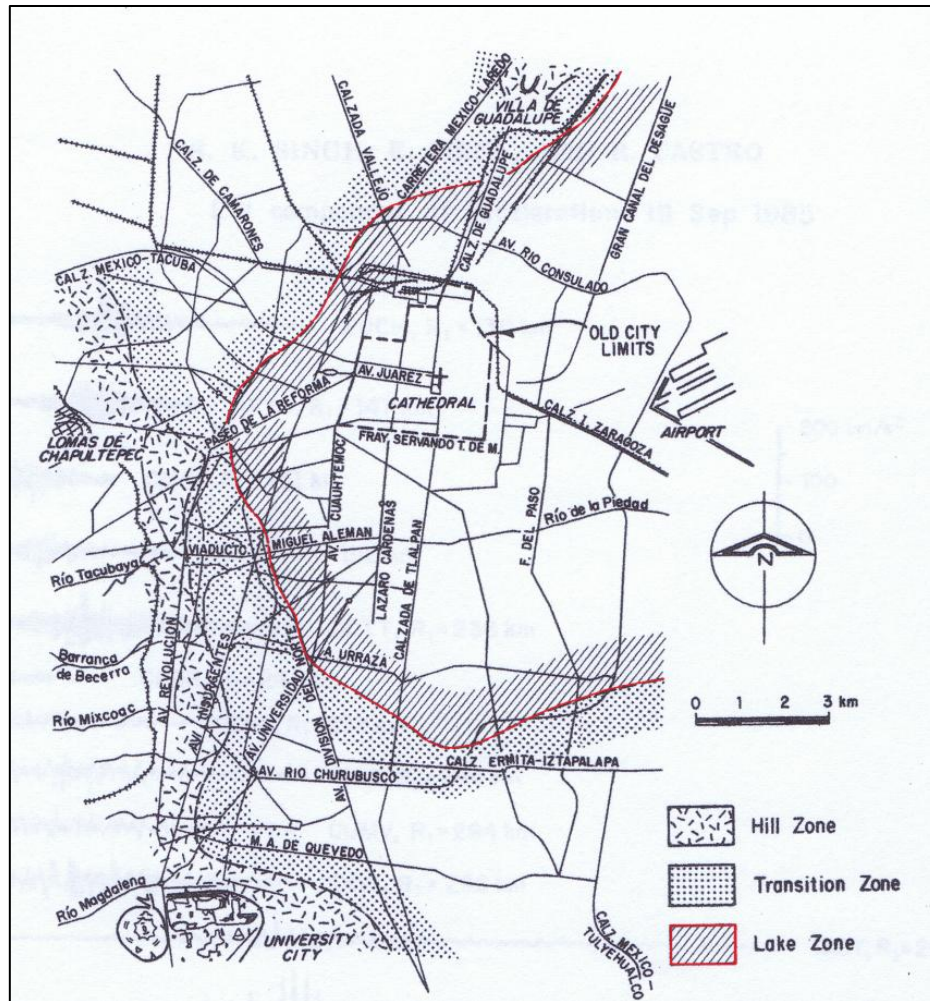 VILLA DE
GUADALUPE
CALZADA
VALLEJO
CARRETERA MEXICO-LAREDO
CALZ. DE CAMARONES
CALZ. DE GUADALUPE
GRAN CANAL DE DESAGÜE
AV. RIO CONSULADO
CALZ. MEXICO-TACUBA
OLD CITY
LIMITS
AV. JUAREZ
PASEO DE LA REFORMA
CATHEDRAL
CALZ. I. ZARAGOZA
AIRPORT
LOMAS DE
CHAPULTEPEC
FRAY. SERVANDO T. DE M.
AV. CUAUHTEMOC
LAZARO CARDENAS
CALZADA DE TLALPAN
F. DEL PASO
Río de la Piedad
VIADUCTO
MIGUEL ALEMAN
Río Tacubaya
N
Barranca
de Becerra
AV. REVOLUCION
AV. INSURGENTES
AV. UNIVERSIDAD
AV. DIVISION DEL NORTE
A. URRAZA
Río Mixcoac
0 1 2 3 km
CALZ. ERMITA-IZTAPALAPA
AV. RIO CHURUBUSCO
M. A. DE QUEVEDO
Río Magdalena
UNIVERSITY
CITY
CALZ. MEXICO-
TULYEHUALCO
Hill Zone
Transition Zone
Lake Zone